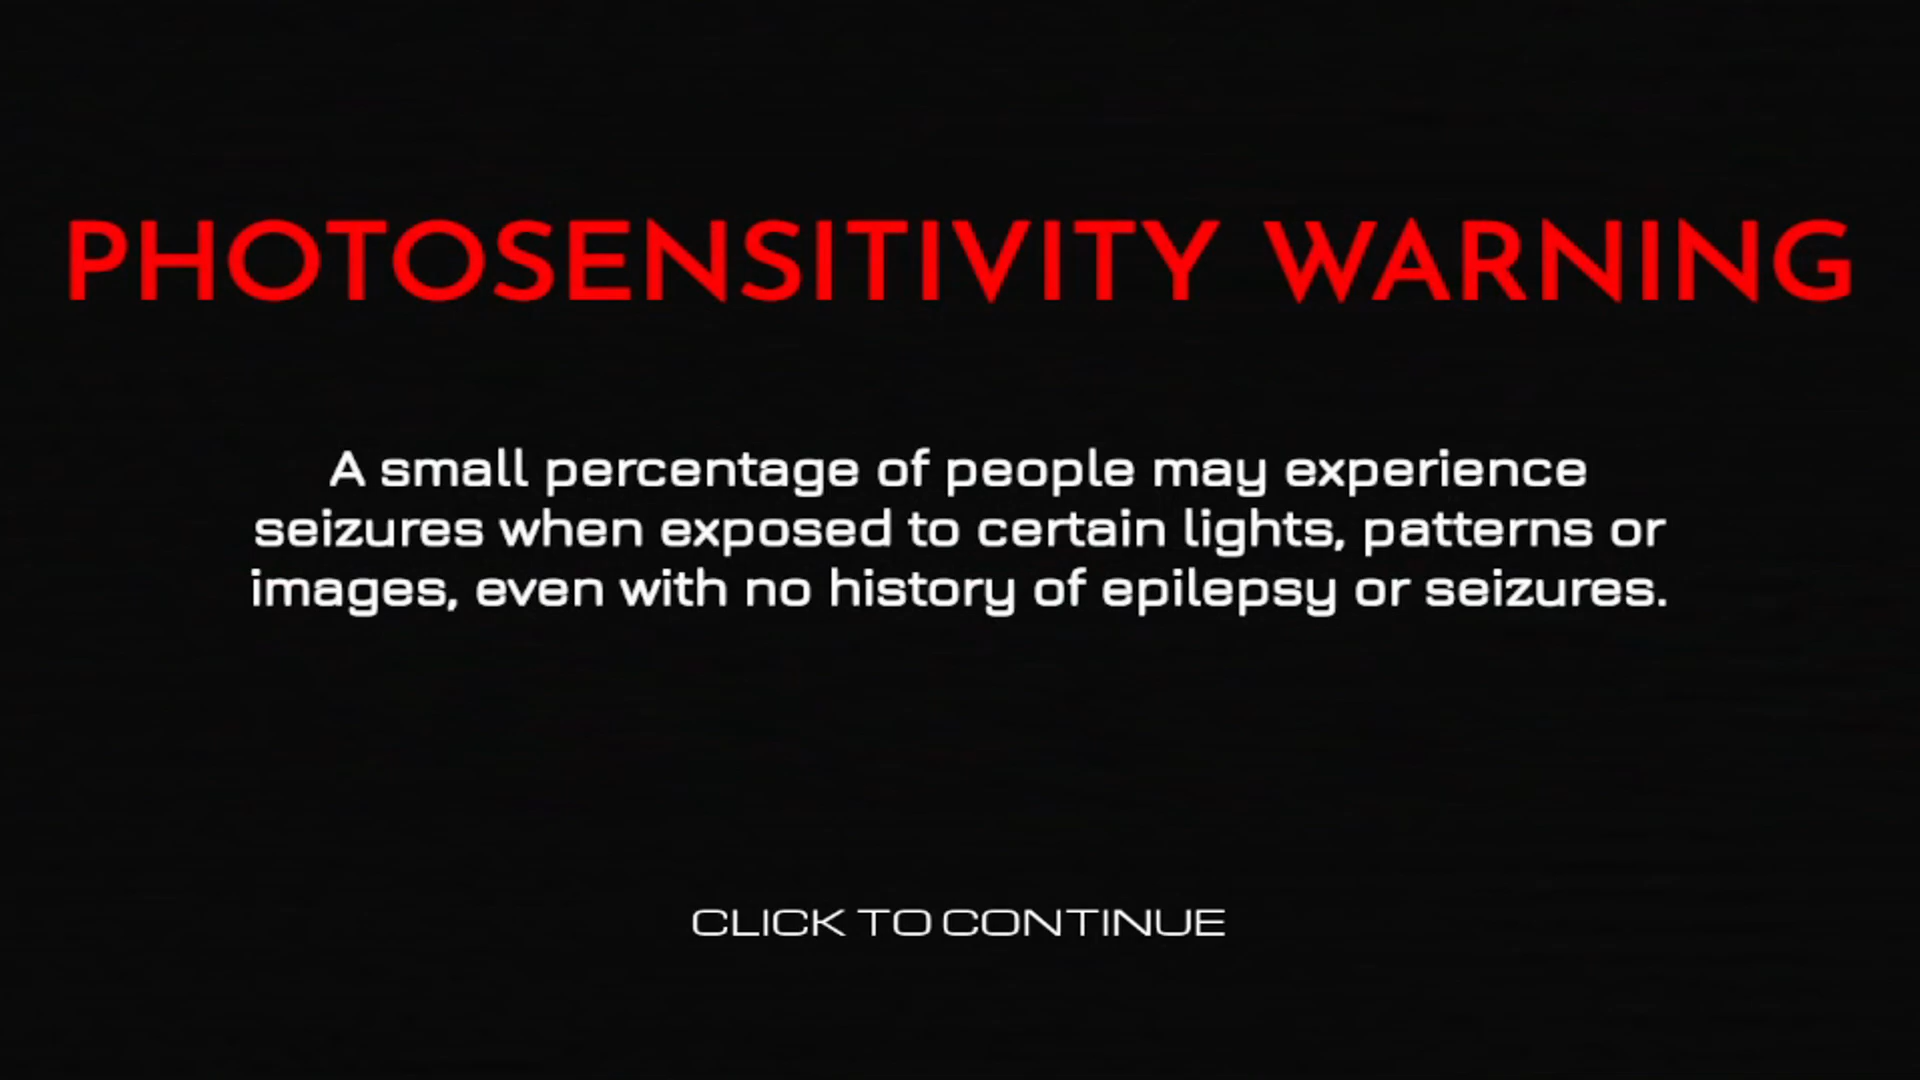 PHOTOSENSITIVITY WARNING
A small percentage of people may experience
seizures when exposed to certain lights, patterns or
images, even with no history of epilepsy or seizures.
CLICK TO CONTINUE